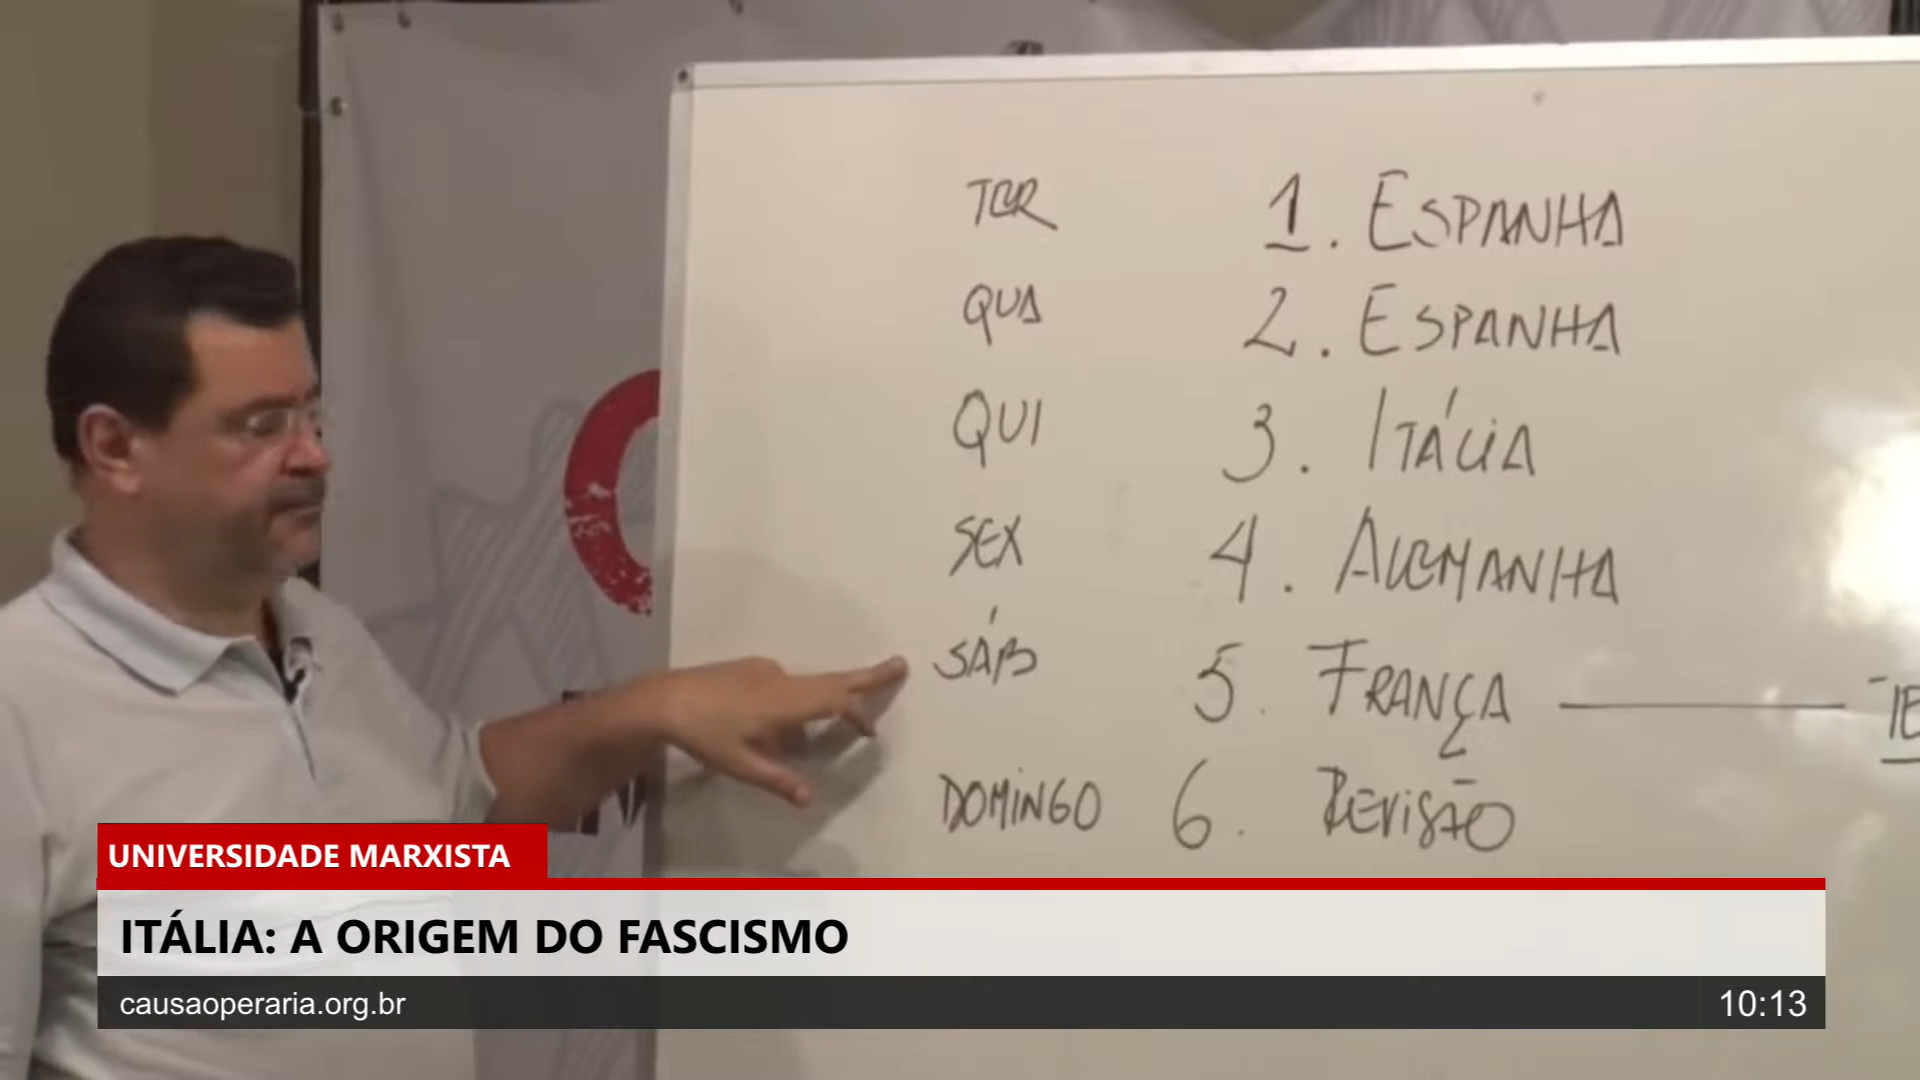 TER 1. ESPANHA
QUA 2. ESPANHA
QUI 3. ITÁLIA
SEX 4. ALEMANHA
SÁB 5. FRANÇA
DOMINGO 6. REVISÃO
UNIVERSIDADE MARXISTA
ITÁLIA: A ORIGEM DO FASCISMO
causaoperaria.org.br 10:13